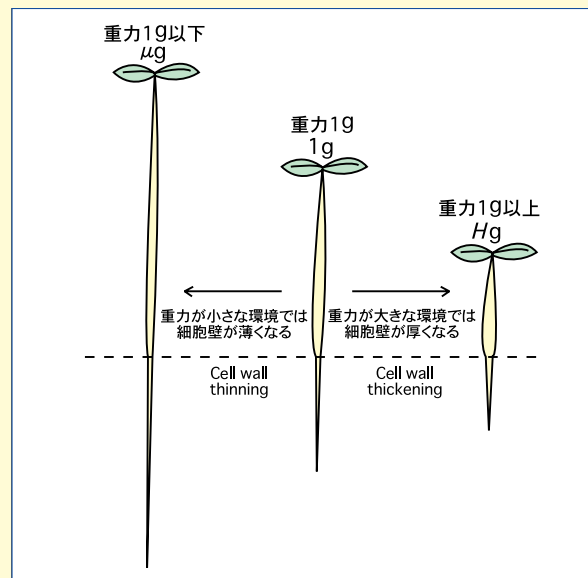 重力1g以下
μg
重力1g
1g
重力1g以上
Hg
重力が小さな環境では
細胞壁が薄くなる
重力が大きな環境では
細胞壁が厚くなる
Cell wall
thinning
Cell wall
thickening